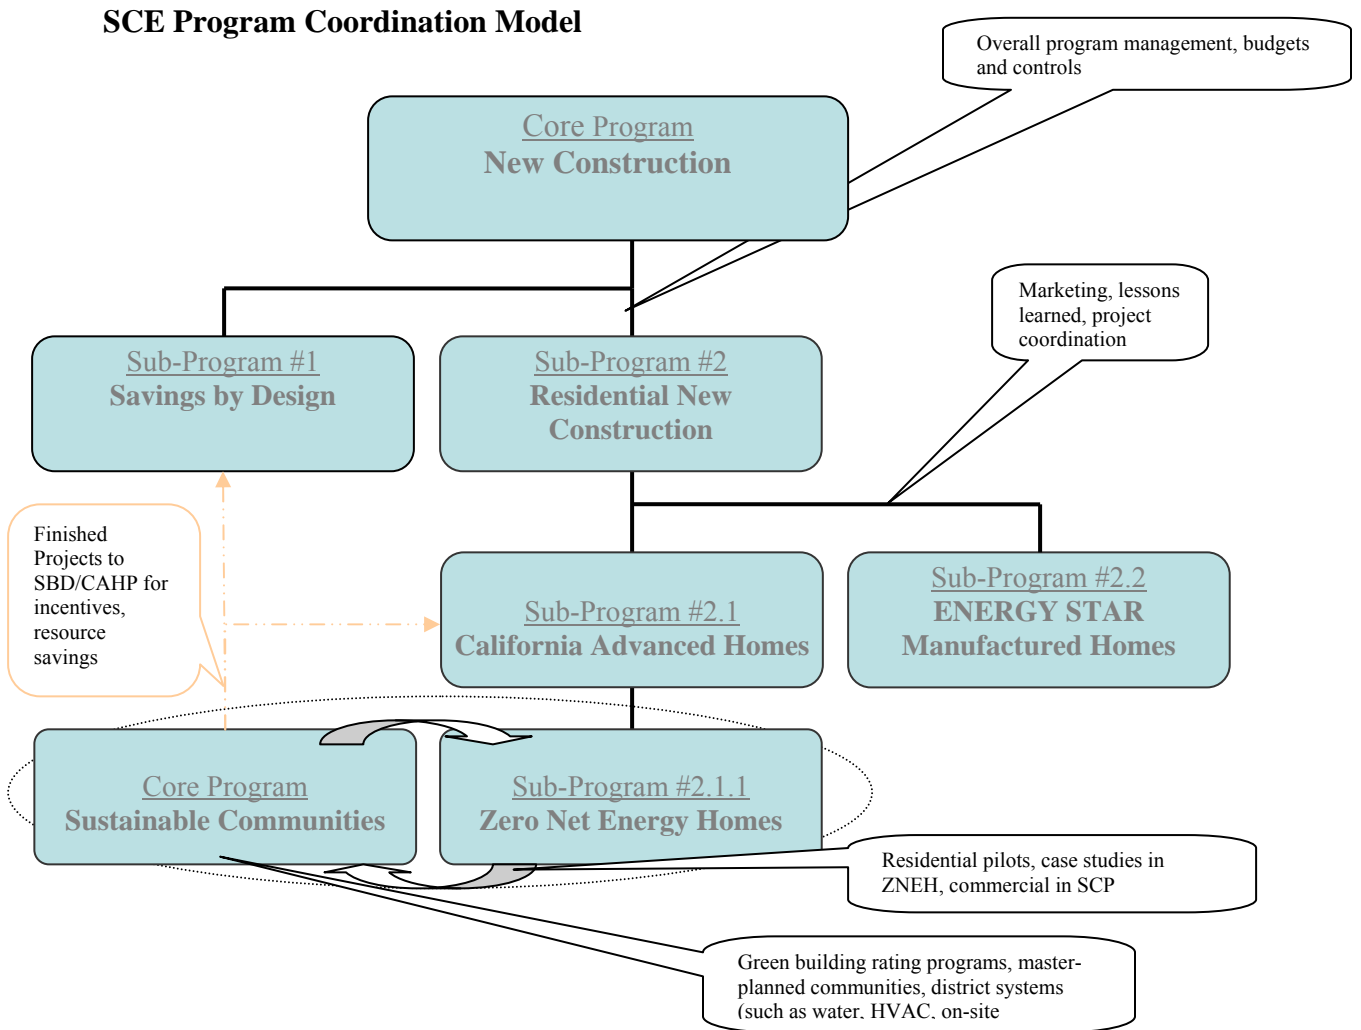 SCE Program Coordination Model
Overall program management, budgets
and controls
Core Program
New Construction
Marketing, lessons
learned, project
coordination
Sub-Program #1
Savings by Design
Sub-Program #2
Residential New
Construction
Finished
Projects to
SBD/CAHP for
incentives,
resource
savings
Sub-Program #2.1
California Advanced Homes
Sub-Program #2.2
ENERGY STAR
Manufactured Homes
Core Program
Sustainable Communities
Sub-Program #2.1.1
Zero Net Energy Homes
Residential pilots, case studies in
ZNEH, commercial in SCP
Green building rating programs, master-
planned communities, district systems
(such as water, HVAC, on-site